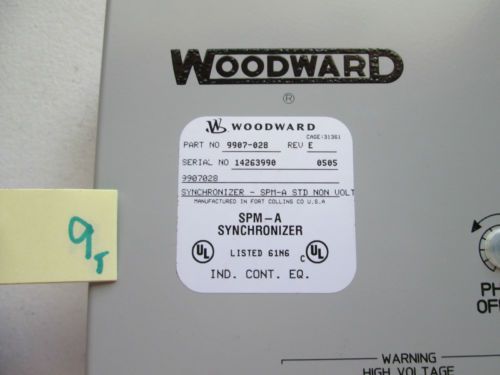 WOODWARD
®
WOODWARD
CAGE:31361
PART NO 9907-028 REV E
SERIAL NO 14263990 0505
9907028
SYNCHRONIZER - SPM-A STD NON VOLT
MANUFACTURED IN FORT COLLINS CO U.S.A
SPM-A
SYNCHRONIZER
UL LISTED 61N6 C UL
IND. CONT. EQ.
9
PH
OFF
WARNING
HIGH VOLTAGE